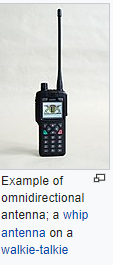 Example of
omnidirectional
antenna; a whip
antenna on a
walkie-talkie